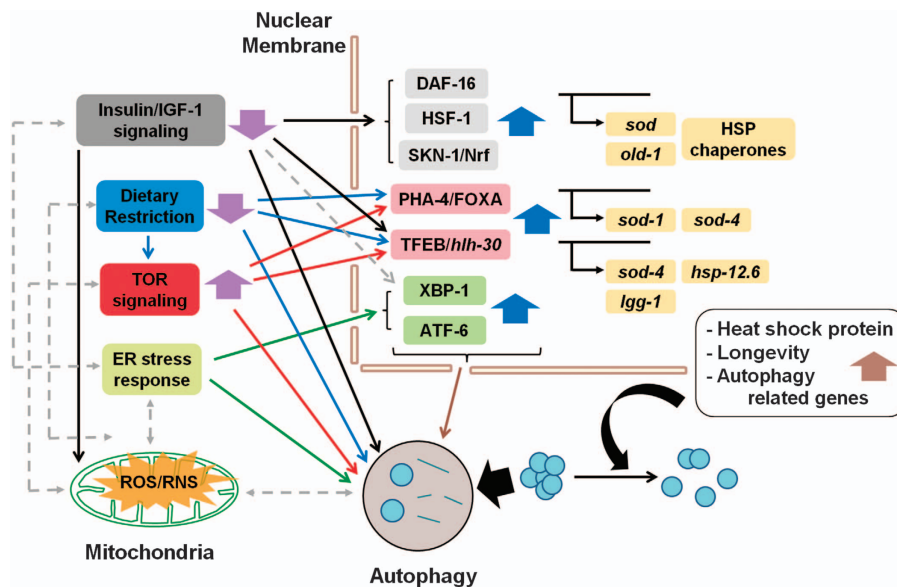 Nuclear
Membrane
Insulin/IGF-1
signaling
Dietary
Restriction
TOR
signaling
ER stress
response
ROS/RNS
Mitochondria
DAF-16
HSF-1
SKN-1/Nrf
PHA-4/FOXA
TFEB/hlh-30
XBP-1
ATF-6
sod
old-1
HSP
chaperones
sod-1
sod-4
sod-4
hsp-12.6
lgg-1
- Heat shock protein
- Longevity
- Autophagy
related genes
Autophagy